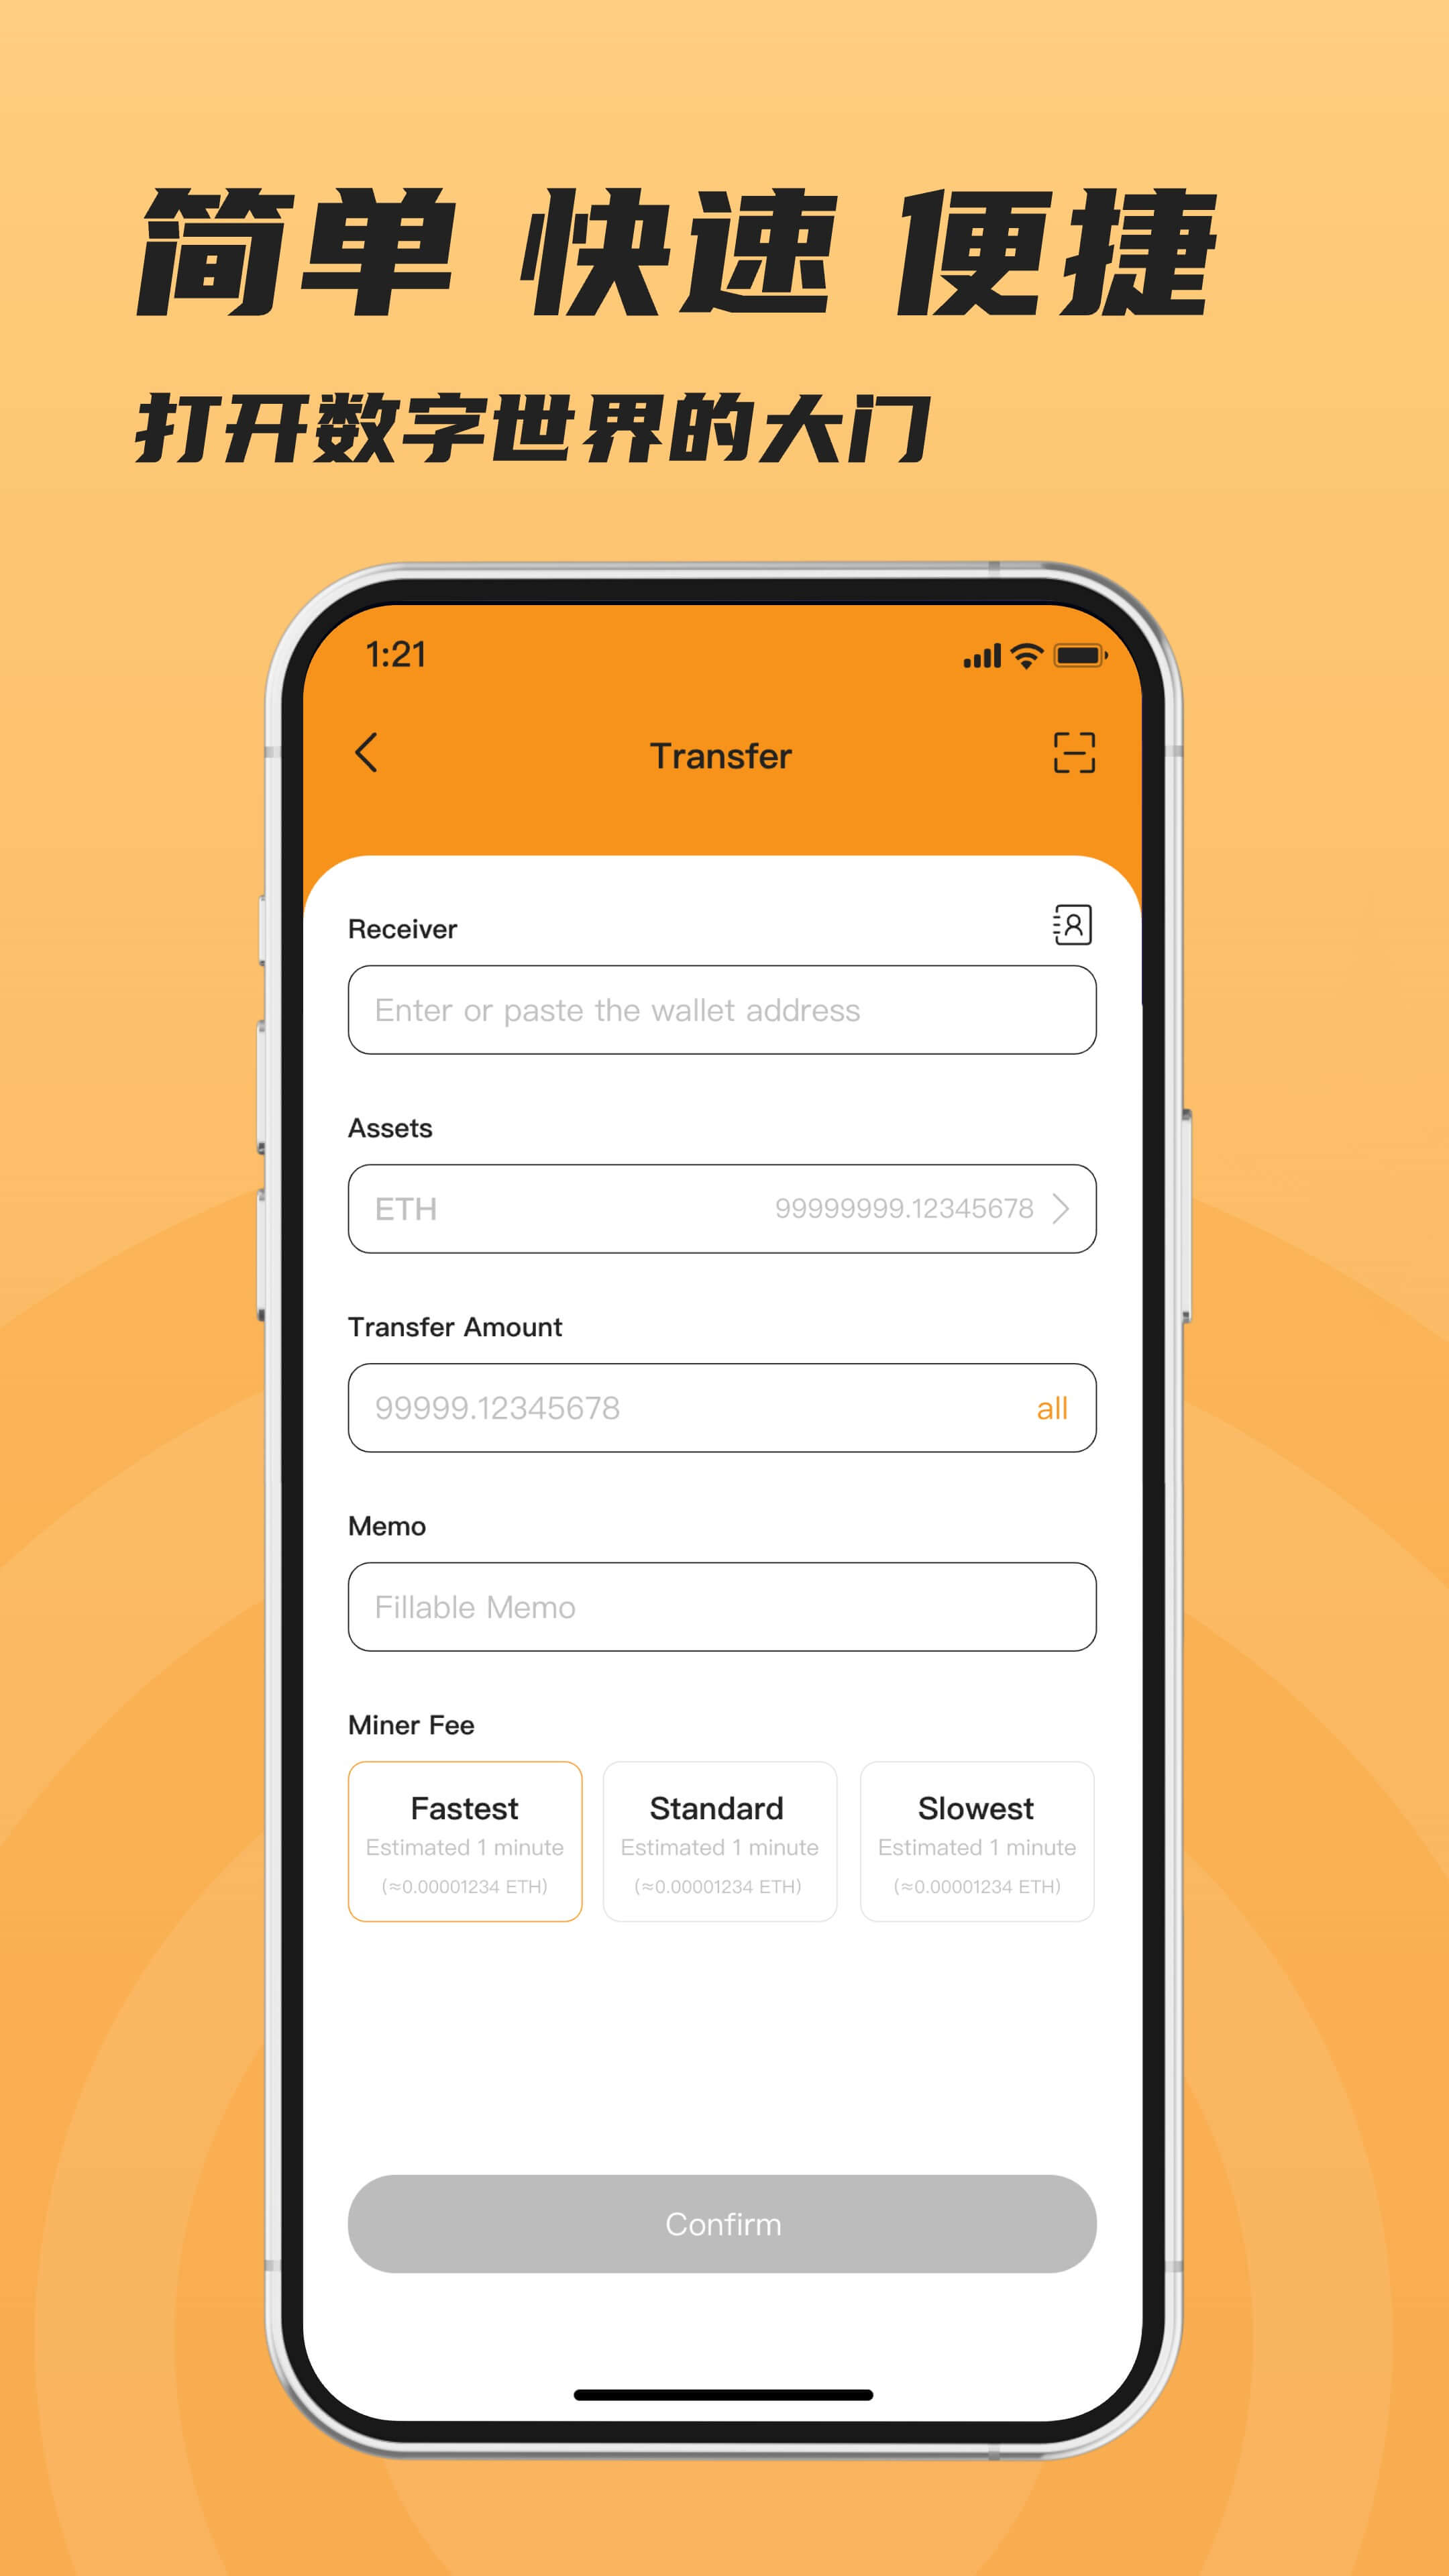 简单 快速 便捷
打开数字世界的大门
1:21
Transfer
Receiver
Enter or paste the wallet address
Assets
ETH 99999999.12345678
Transfer Amount
99999.12345678 all
Memo
Fillable Memo
Miner Fee
Fastest Standard Slowest
Estimated 1 minute Estimated 1 minute Estimated 1 minute
(≈0.00001234 ETH) (≈0.00001234 ETH) (≈0.00001234 ETH)
Confirm